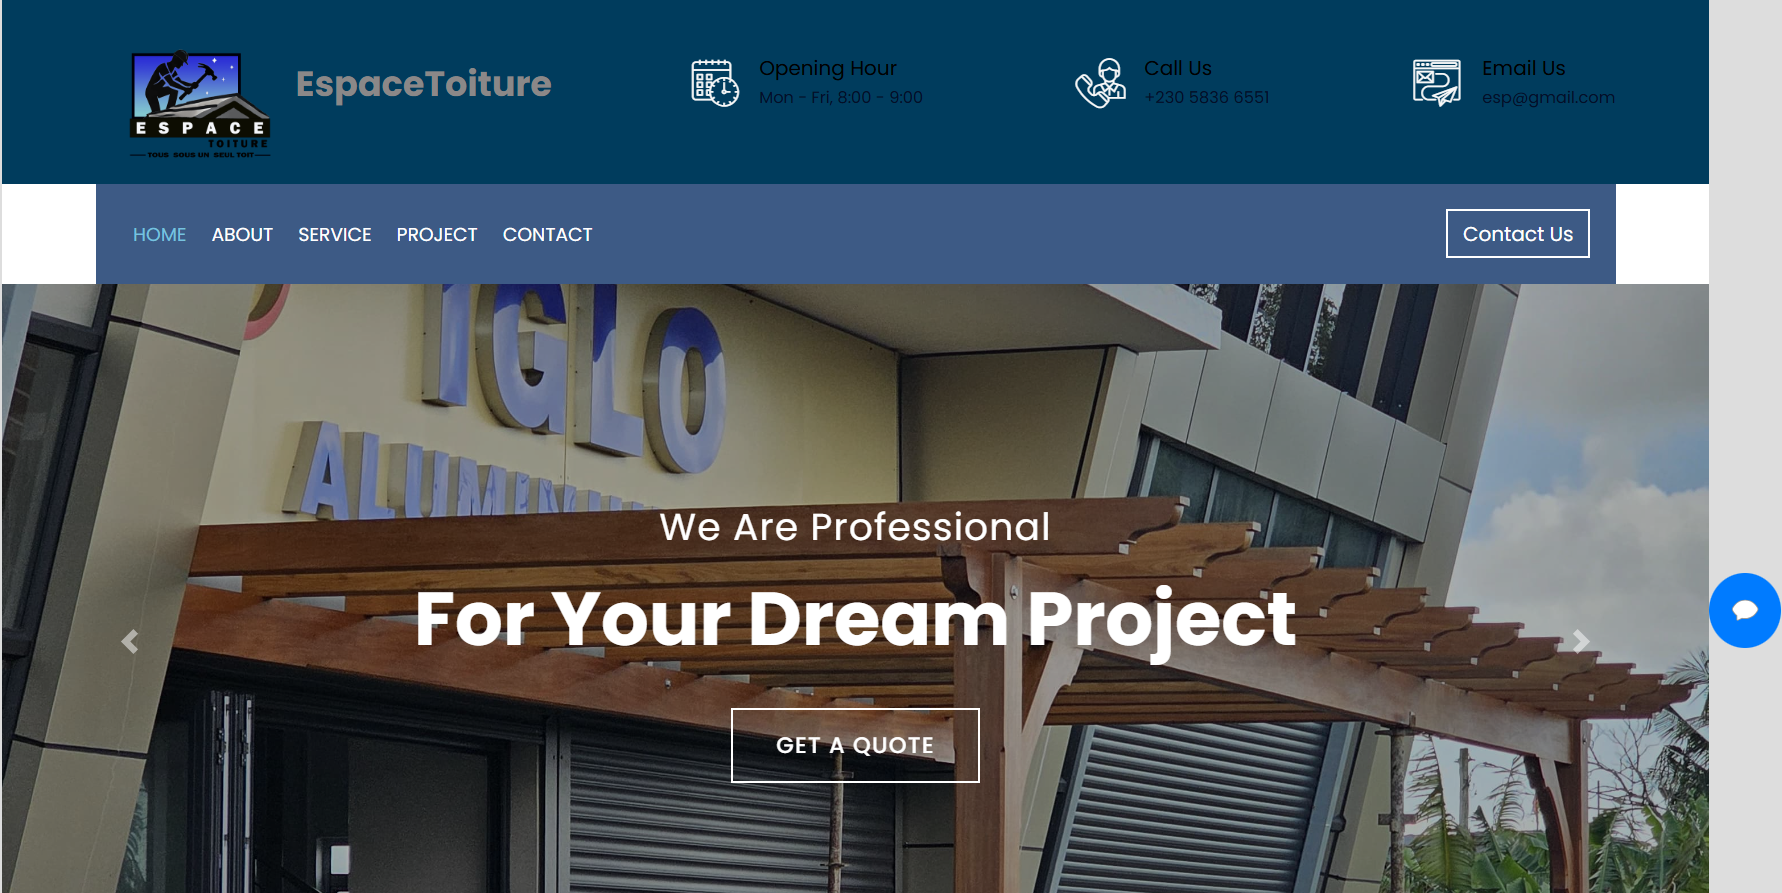 ESPACE
TOITURE
TOUS SOUS UN SEUL TOIT
EspaceToiture
Opening Hour
Mon - Fri, 8:00 - 9:00
Call Us
+230 5836 6551
Email Us
esp@gmail.com
HOME ABOUT SERVICE PROJECT CONTACT
Contact Us
IGLO
We Are Professional
For Your Dream Project
GET A QUOTE